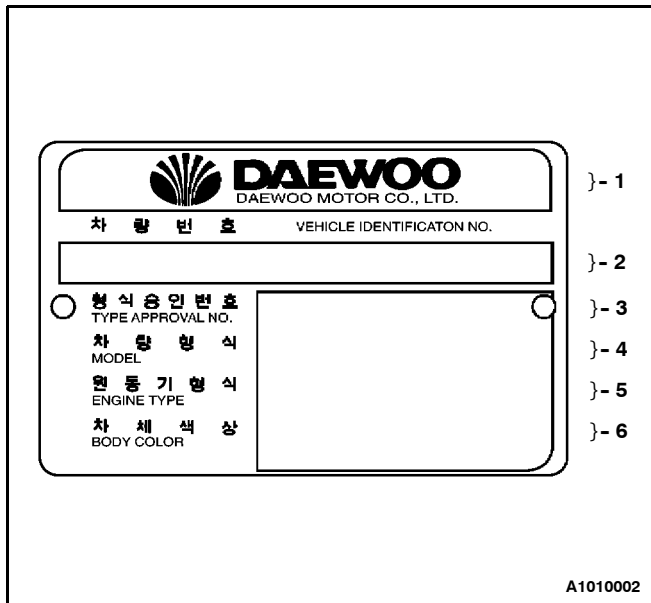 DAEWOO
DAEWOO MOTOR CO., LTD.
}- 1
차 량 번 호 VEHICLE IDENTIFICATON NO.
}- 2
형 식 승 인 번 호
TYPE APPROVAL NO.
}- 3
차 량 형 식
MODEL
}- 4
원 동 기 형 식
ENGINE TYPE
}- 5
차 체 색 상
BODY COLOR
}- 6
A1010002